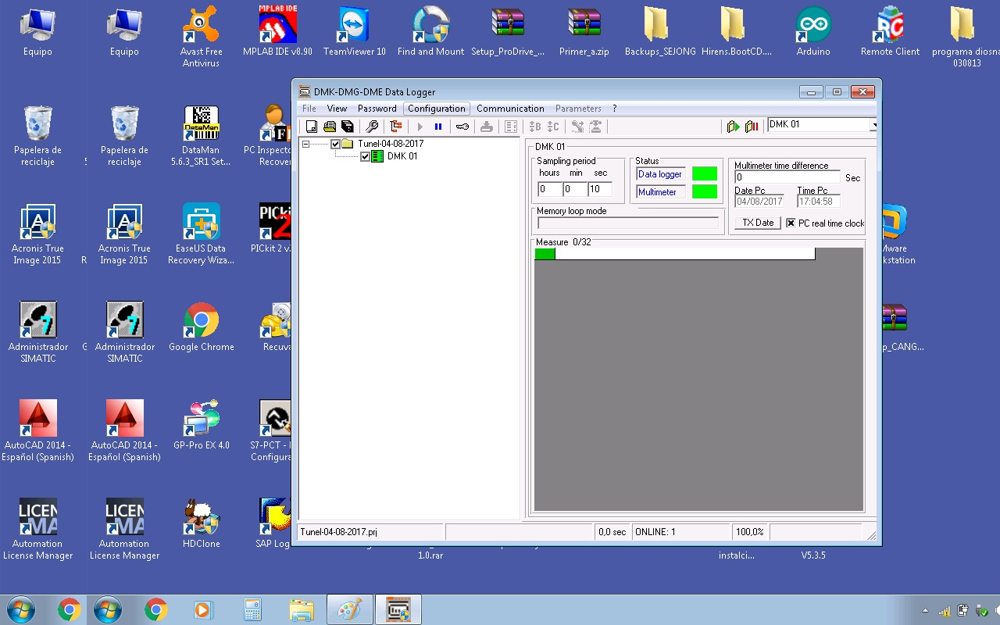 MPLAB IDE
Equipo
Equipo
Avast Free
Antivirus
MPLAB IDE v8.90
TeamViewer 10
Find and Mount
Setup_ProDrive_...
Primer_a.zip
Backups_SEJONG
Hirens.BootCD....
Arduino
Remote Client
programa diosna
030813
DMK-DMG-DME Data Logger
File View Password Configuration Communication Parameters ?
DMK 01
Tunel-04-08-2017
DMK 01
DMK 01
Sampling period
hours min sec
0 0 10
Status
Data logger
Multimeter
Multimeter time difference
0 Sec
Date Pc Time Pc
04/08/2017 17:04:58
TX Date PC real time clock
Memory loop mode
Measure 0/32
Tunel-04-08-2017.prj
0,0 sec
ONLINE: 1
100,0%
Papelera de
reciclaje
Papelera de
reciclaje
DataMan
DataMan
5.6.3_SR1 Set...
PC Inspector
Recover
Acronis True
Image 2015
Acronis True
Image 2015
EaseUS Data
Recovery Wiza...
PICkit 2 v2
Mware
kstation
Administrador
SIMATIC
Administrador
SIMATIC
Google Chrome
Recuva
p_CANG...
AutoCAD 2014 -
Español (Spanish)
AutoCAD 2014 -
Español (Spanish)
GP-Pro EX 4.0
S7-PCT -
Configura
LICEN
MA
LICEN
MA
Automation
License Manager
Automation
License Manager
HDClone
SAP Log
1.0.rar
instalci...
V5.3.5